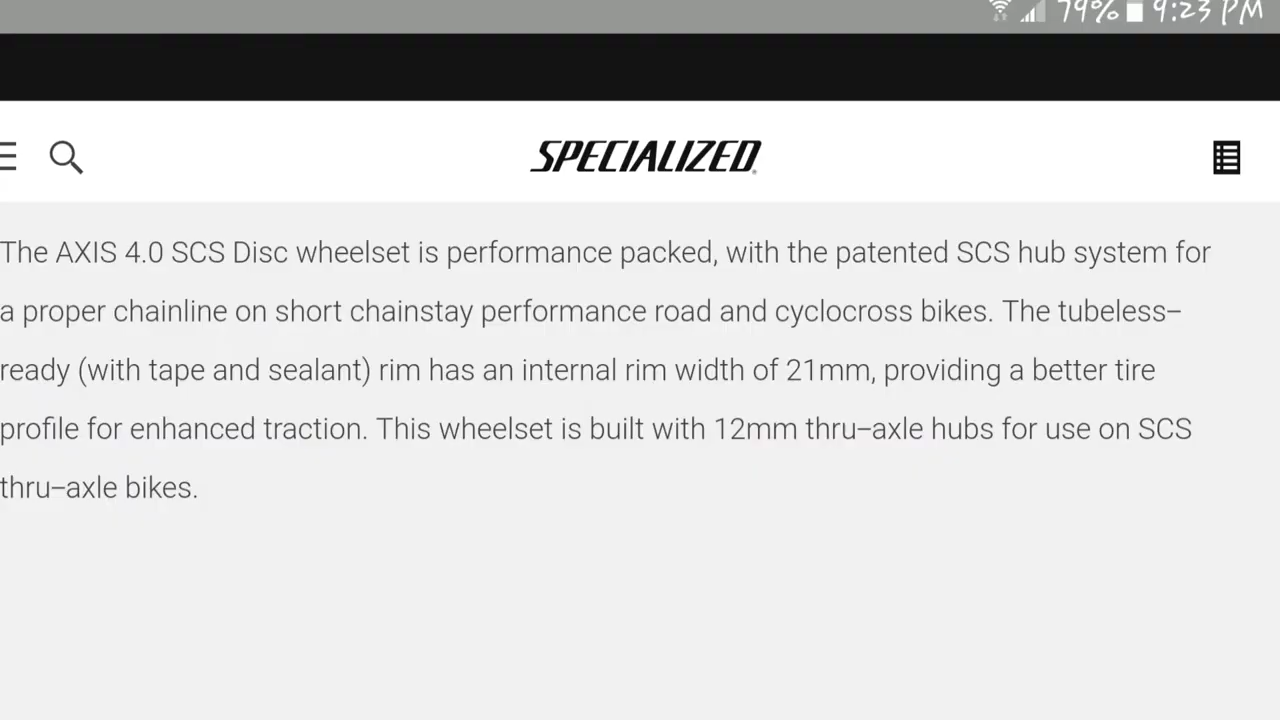 79% 9:23 PM
SPECIALIZED
The AXIS 4.0 SCS Disc wheelset is performance packed, with the patented SCS hub system for
a proper chainline on short chainstay performance road and cyclocross bikes. The tubeless–
ready (with tape and sealant) rim has an internal rim width of 21mm, providing a better tire
profile for enhanced traction. This wheelset is built with 12mm thru–axle hubs for use on SCS
thru–axle bikes.